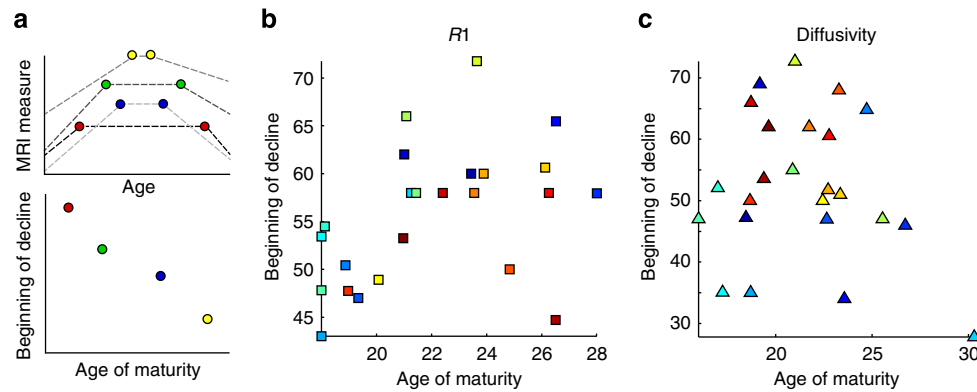 a
MRI measure
Age
Beginning of decline
Age of maturity
b
R1
Beginning of decline
70
65
60
55
50
45
20
22
24
26
28
Age of maturity
c
Diffusivity
Beginning of decline
70
60
50
40
30
20
25
30
Age of maturity